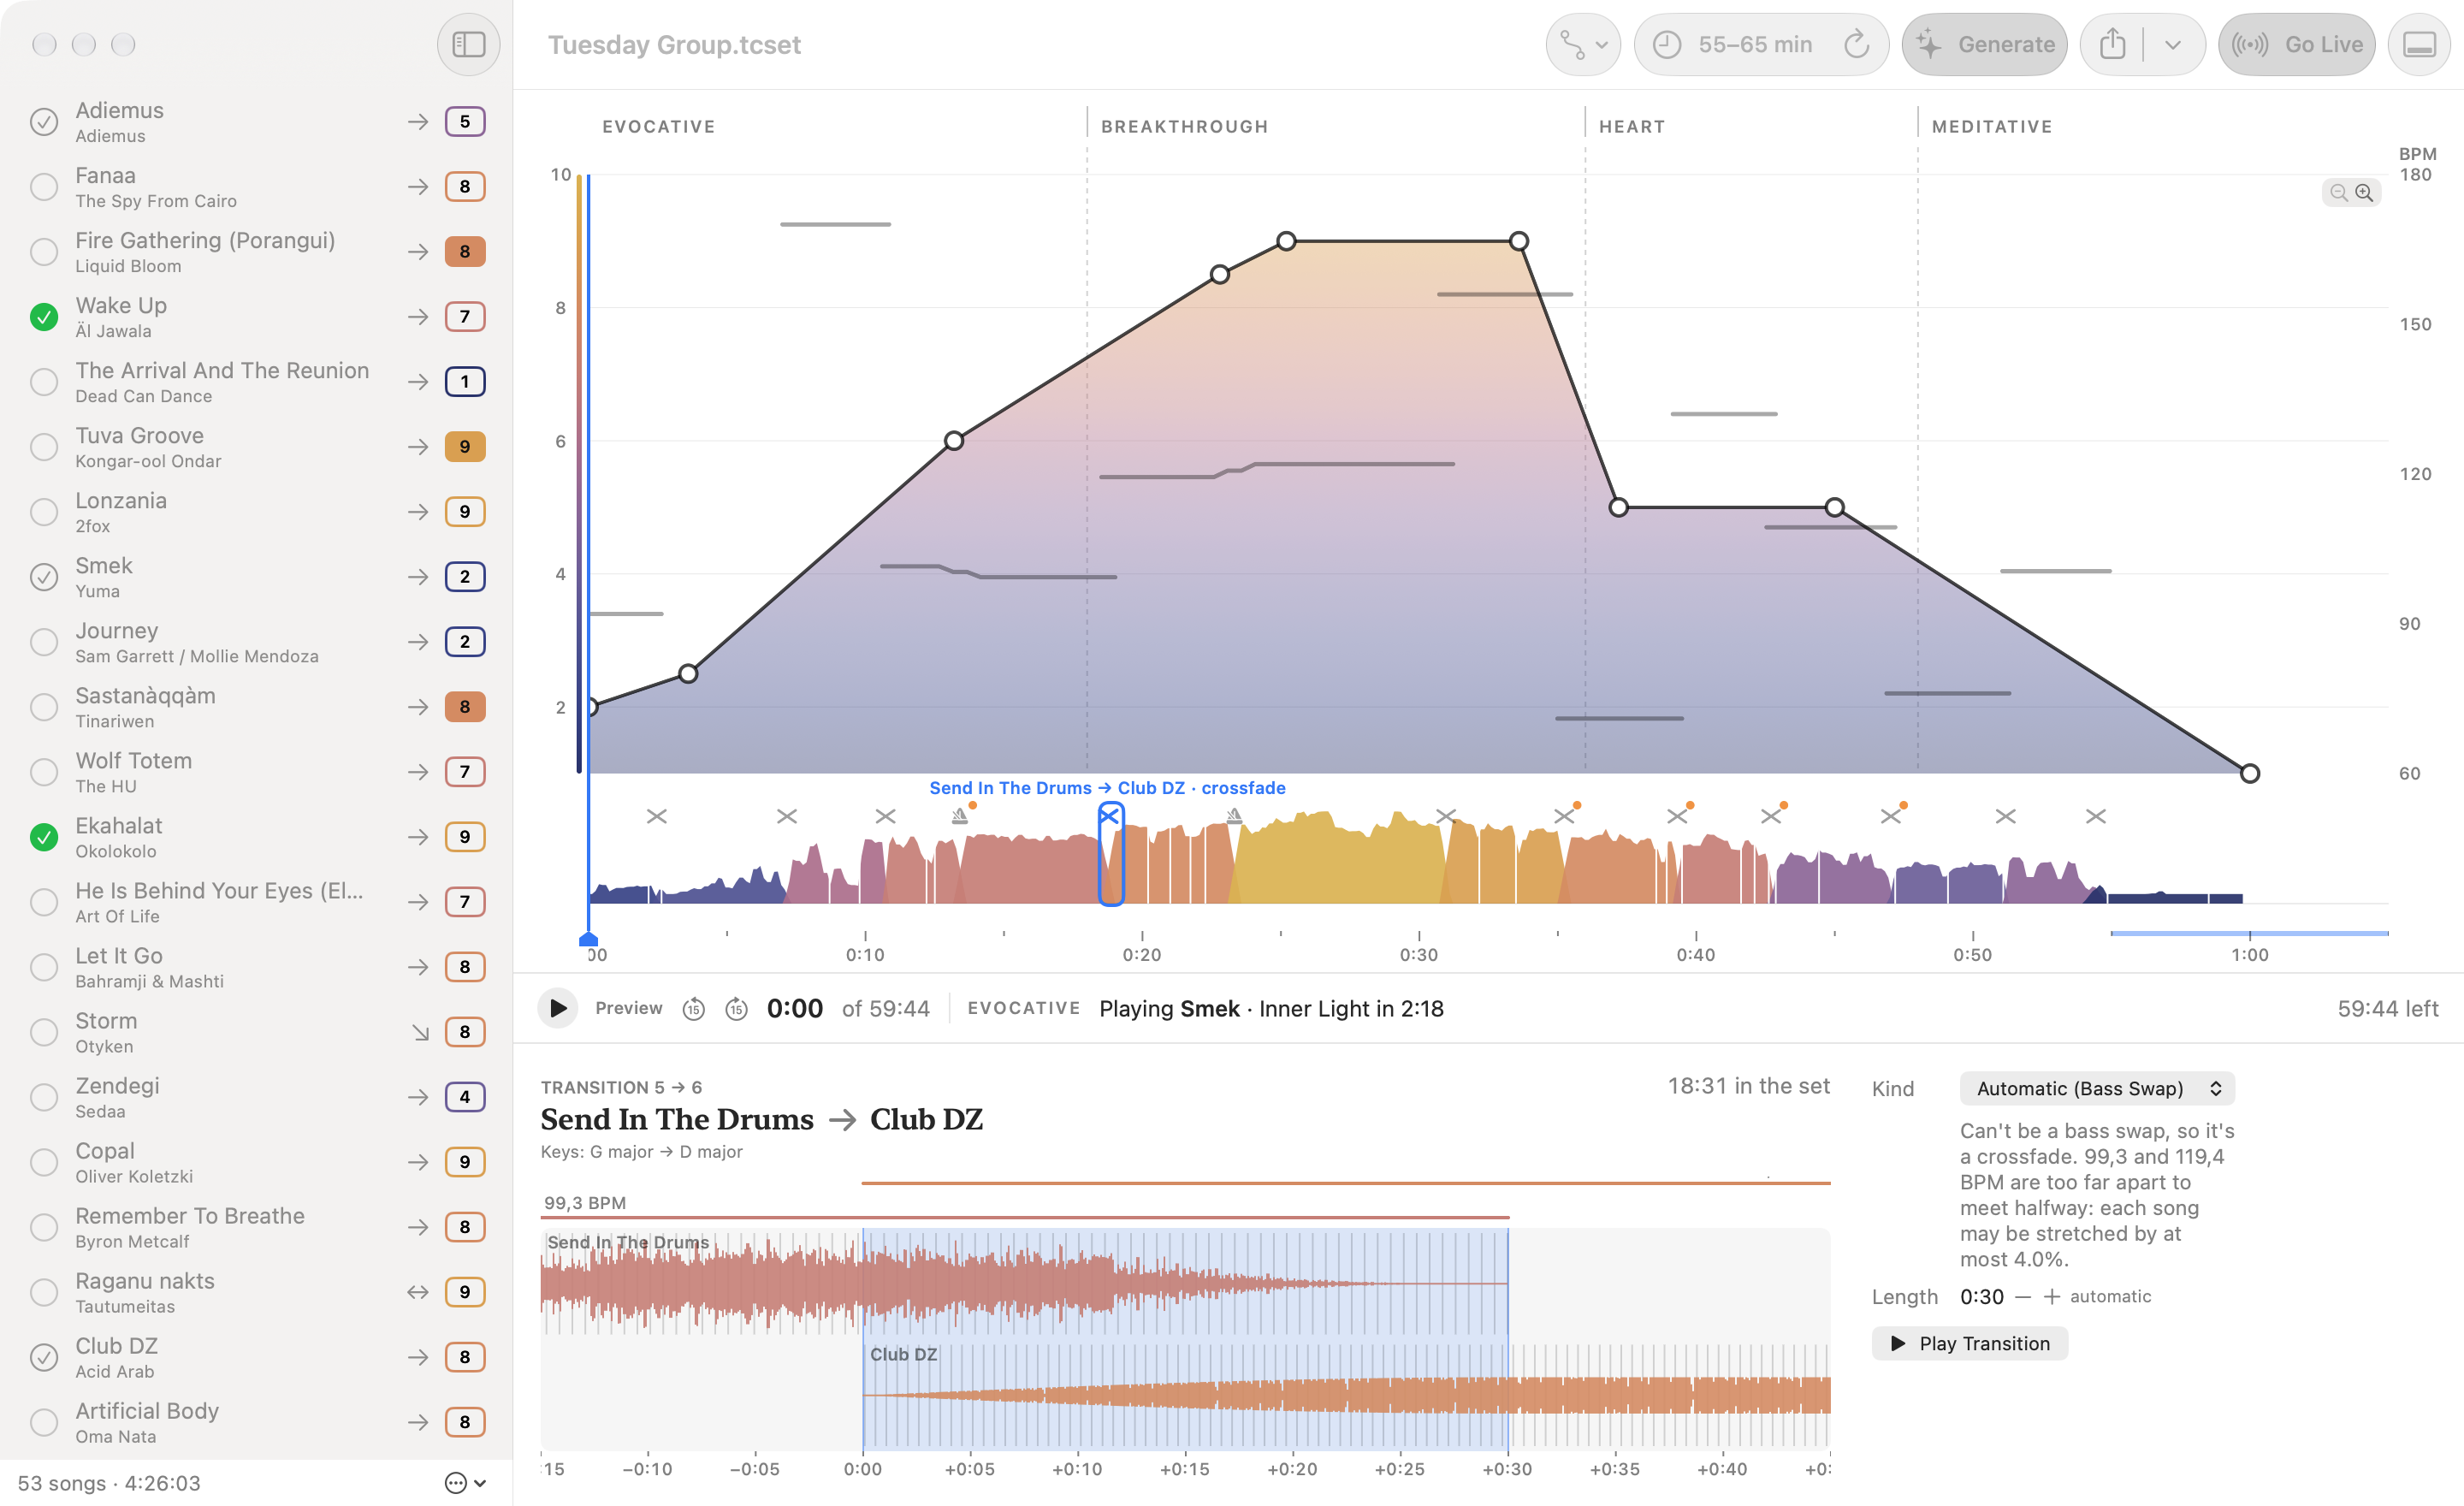 Tuesday Group.tcset
55–65 min
Generate
Go Live
Adiemus
Adiemus
5
Fanaa
The Spy From Cairo
8
Fire Gathering (Porangui)
Liquid Bloom
8
Wake Up
Äl Jawala
7
The Arrival And The Reunion
Dead Can Dance
1
Tuva Groove
Kongar-ool Ondar
9
Lonzania
2fox
9
Smek
Yuma
2
Journey
Sam Garrett / Mollie Mendoza
2
Sastanàqqàm
Tinariwen
8
Wolf Totem
The HU
7
Ekahalat
Okolokolo
9
He Is Behind Your Eyes (El...
Art Of Life
7
Let It Go
Bahramji & Mashti
8
Storm
Otyken
8
Zendegi
Sedaa
4
Copal
Oliver Koletzki
9
Remember To Breathe
Byron Metcalf
8
Raganu nakts
Tautumeitas
9
Club DZ
Acid Arab
8
Artificial Body
Oma Nata
8
53 songs · 4:26:03
EVOCATIVE
BREAKTHROUGH
HEART
MEDITATIVE
BPM
10
8
6
4
2
180
150
120
90
60
Send In The Drums → Club DZ · crossfade
00
0:10
0:20
0:30
0:40
0:50
1:00
Preview
15
15
0:00 of 59:44
EVOCATIVE
Playing Smek · Inner Light in 2:18
59:44 left
TRANSITION 5 → 6
18:31 in the set
Send In The Drums → Club DZ
Keys: G major → D major
99,3 BPM
Send In The Drums
Club DZ
:15
−0:10
−0:05
0:00
+0:05
+0:10
+0:15
+0:20
+0:25
+0:30
+0:35
+0:40
+0:
Kind
Automatic (Bass Swap)
Can't be a bass swap, so it's
a crossfade. 99,3 and 119,4
BPM are too far apart to
meet halfway: each song
may be stretched by at
most 4.0%.
Length
0:30 − + automatic
Play Transition